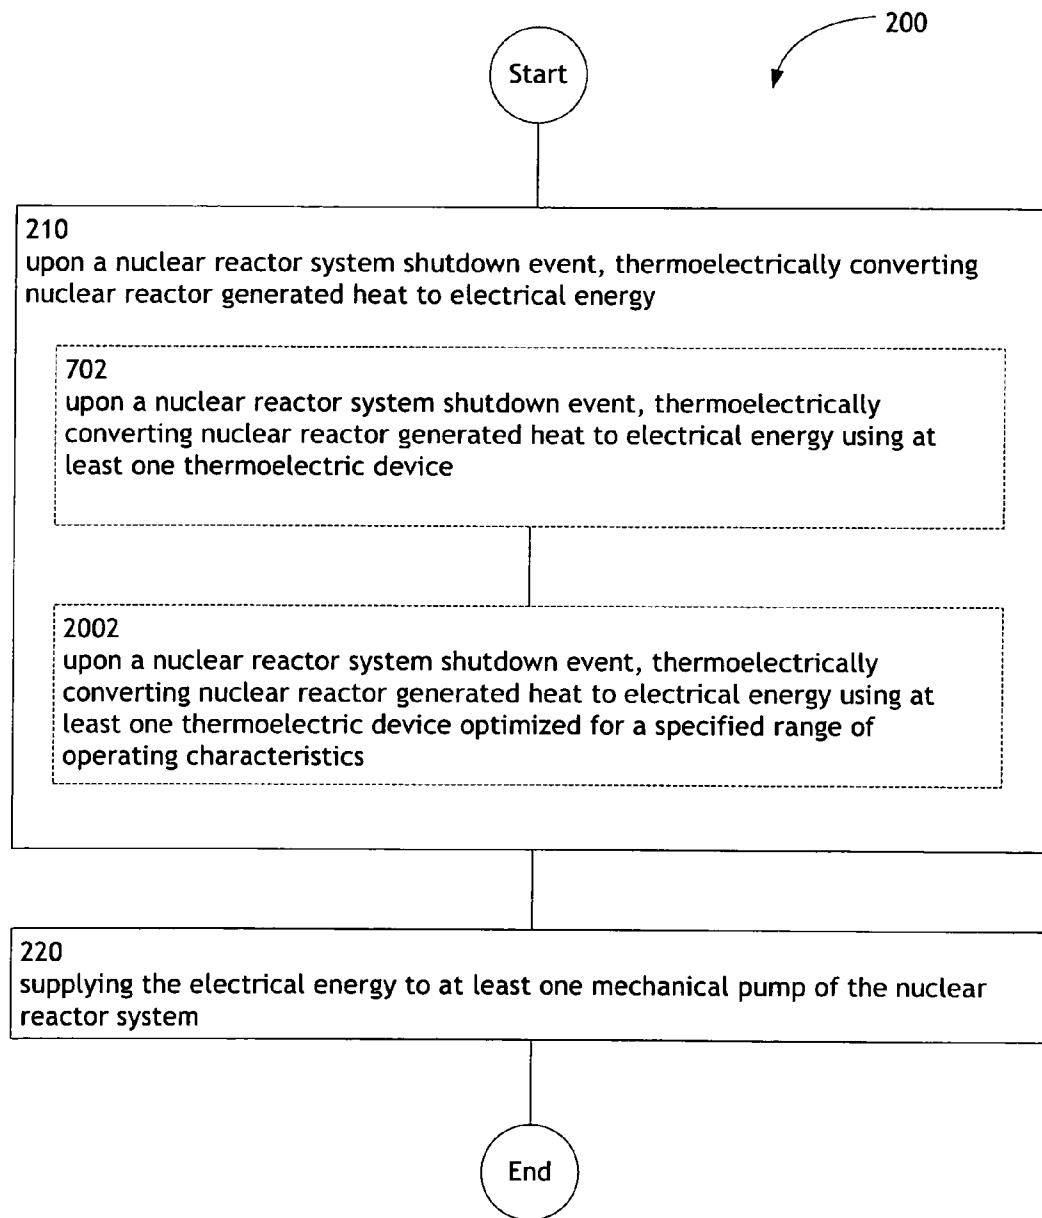 200
Start
210
upon a nuclear reactor system shutdown event, thermoelectrically converting
nuclear reactor generated heat to electrical energy
702
upon a nuclear reactor system shutdown event, thermoelectrically
converting nuclear reactor generated heat to electrical energy using at
least one thermoelectric device
2002
upon a nuclear reactor system shutdown event, thermoelectrically
converting nuclear reactor generated heat to electrical energy using at
least one thermoelectric device optimized for a specified range of
operating characteristics
220
supplying the electrical energy to at least one mechanical pump of the nuclear
reactor system
End